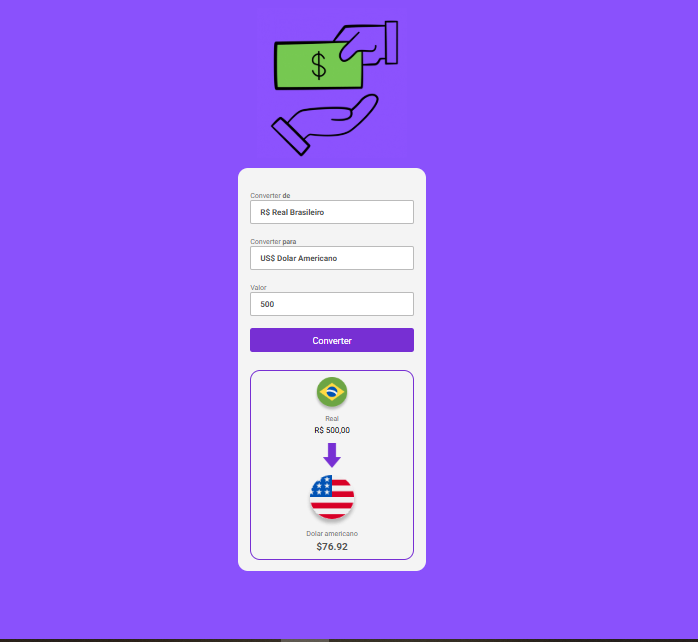 $
Converter de
R$ Real Brasileiro
Converter para
US$ Dolar Americano
Valor
500
Converter
Real
R$ 500,00
Dolar americano
$76.92